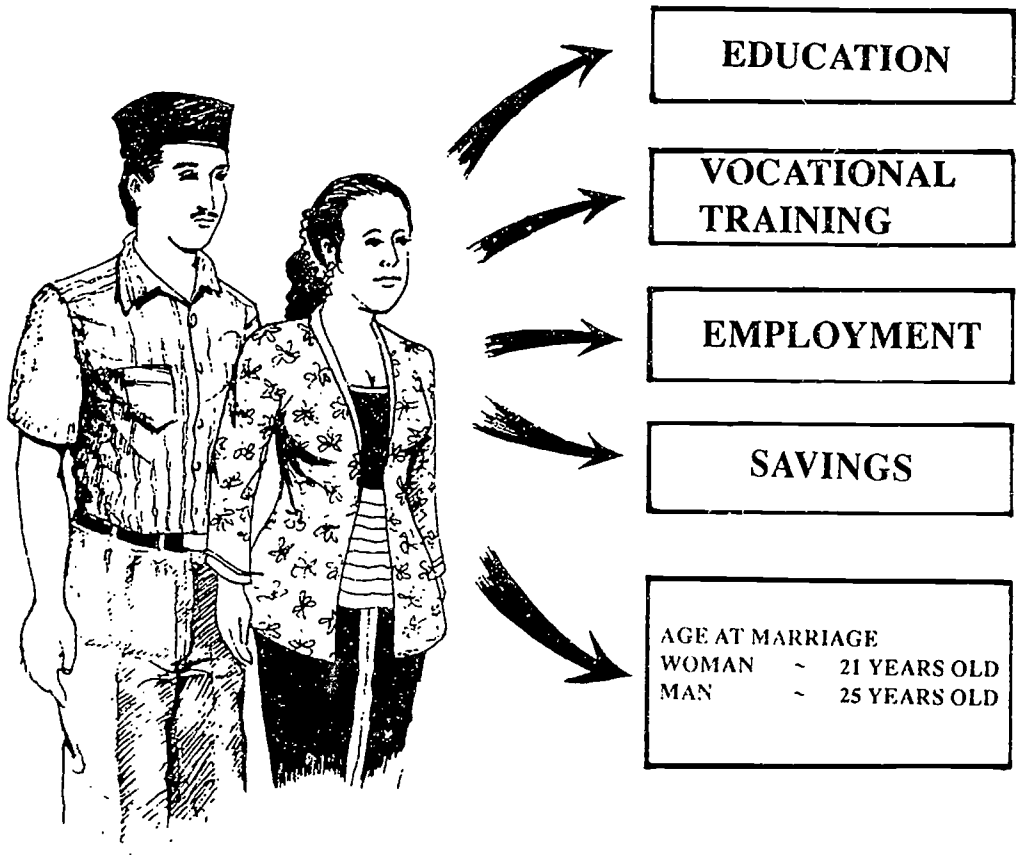 EDUCATION
VOCATIONAL
TRAINING
EMPLOYMENT
SAVINGS
AGE AT MARRIAGE
WOMAN ~ 21 YEARS OLD
MAN ~ 25 YEARS OLD